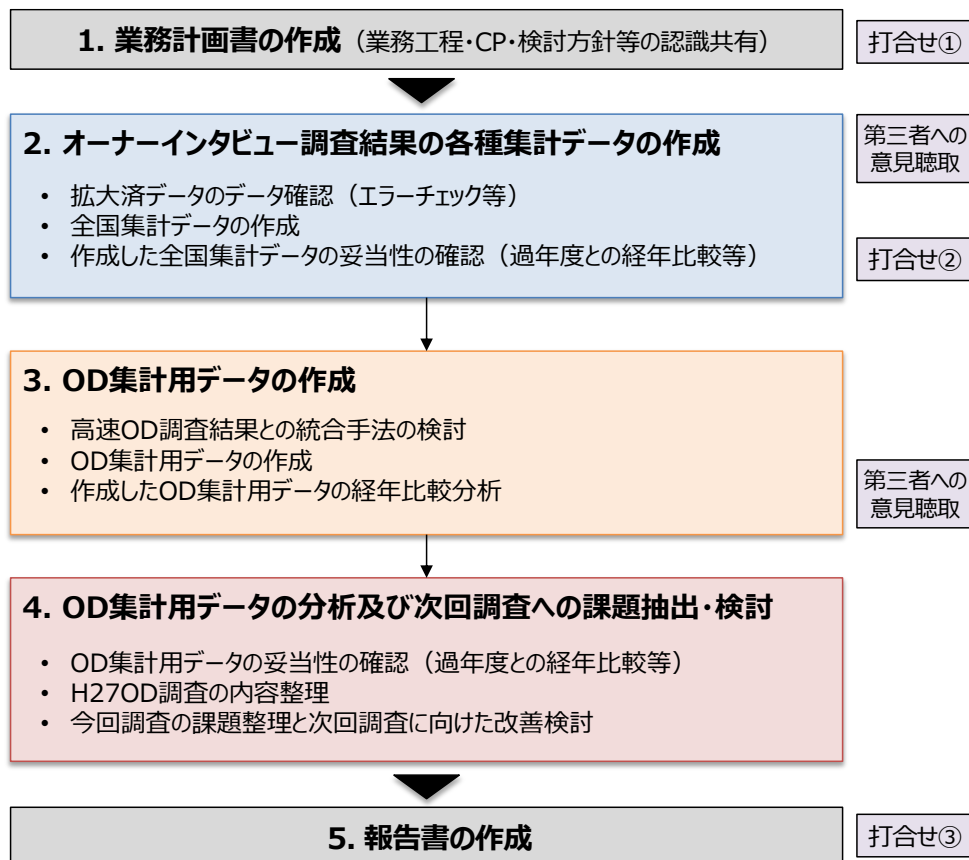 1. 業務計画書の作成（業務工程・CP・検討方針等の認識共有）
打合せ①
2. オーナーインタビュー調査結果の各種集計データの作成
• 拡大済データのデータ確認（エラーチェック等）
• 全国集計データの作成
• 作成した全国集計データの妥当性の確認（過年度との経年比較等）
第三者への
意見聴取
打合せ②
3. OD集計用データの作成
• 高速OD調査結果との統合手法の検討
• OD集計用データの作成
• 作成したOD集計用データの経年比較分析
第三者への
意見聴取
4. OD集計用データの分析及び次回調査への課題抽出・検討
• OD集計用データの妥当性の確認（過年度との経年比較等）
• H27OD調査の内容整理
• 今回調査の課題整理と次回調査に向けた改善検討
5. 報告書の作成
打合せ③